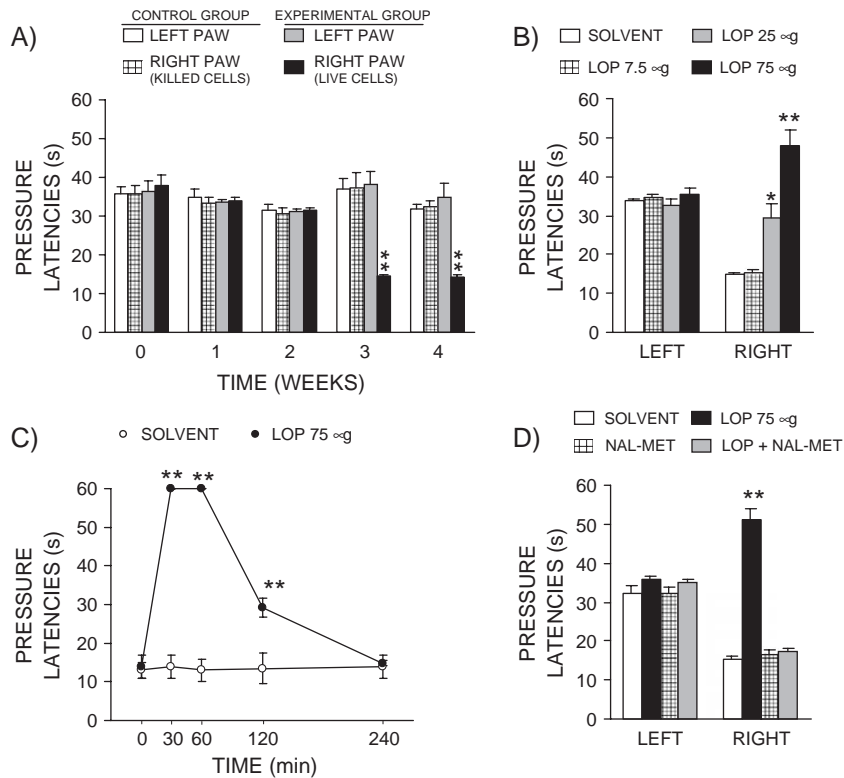 A)
CONTROL GROUP EXPERIMENTAL GROUP
LEFT PAW LEFT PAW
RIGHT PAW RIGHT PAW
(KILLED CELLS) (LIVE CELLS)
60
50
40
30
20
10
0
PRESSURE
LATENCIES (s)
** **
0 1 2 3 4
TIME (WEEKS)
B)
SOLVENT LOP 25 ∝g
LOP 7.5 ∝g LOP 75 ∝g
60
50
40
30
20
10
0
PRESSURE
LATENCIES (s)
* **
LEFT RIGHT
C)
SOLVENT LOP 75 ∝g
60
50
40
30
20
10
0
PRESSURE
LATENCIES (s)
** ** **
0 30 60 120 240
TIME (min)
D)
SOLVENT LOP 75 ∝g
NAL-MET LOP + NAL-MET
60
50
40
30
20
10
0
PRESSURE
LATENCIES (s)
**
LEFT RIGHT